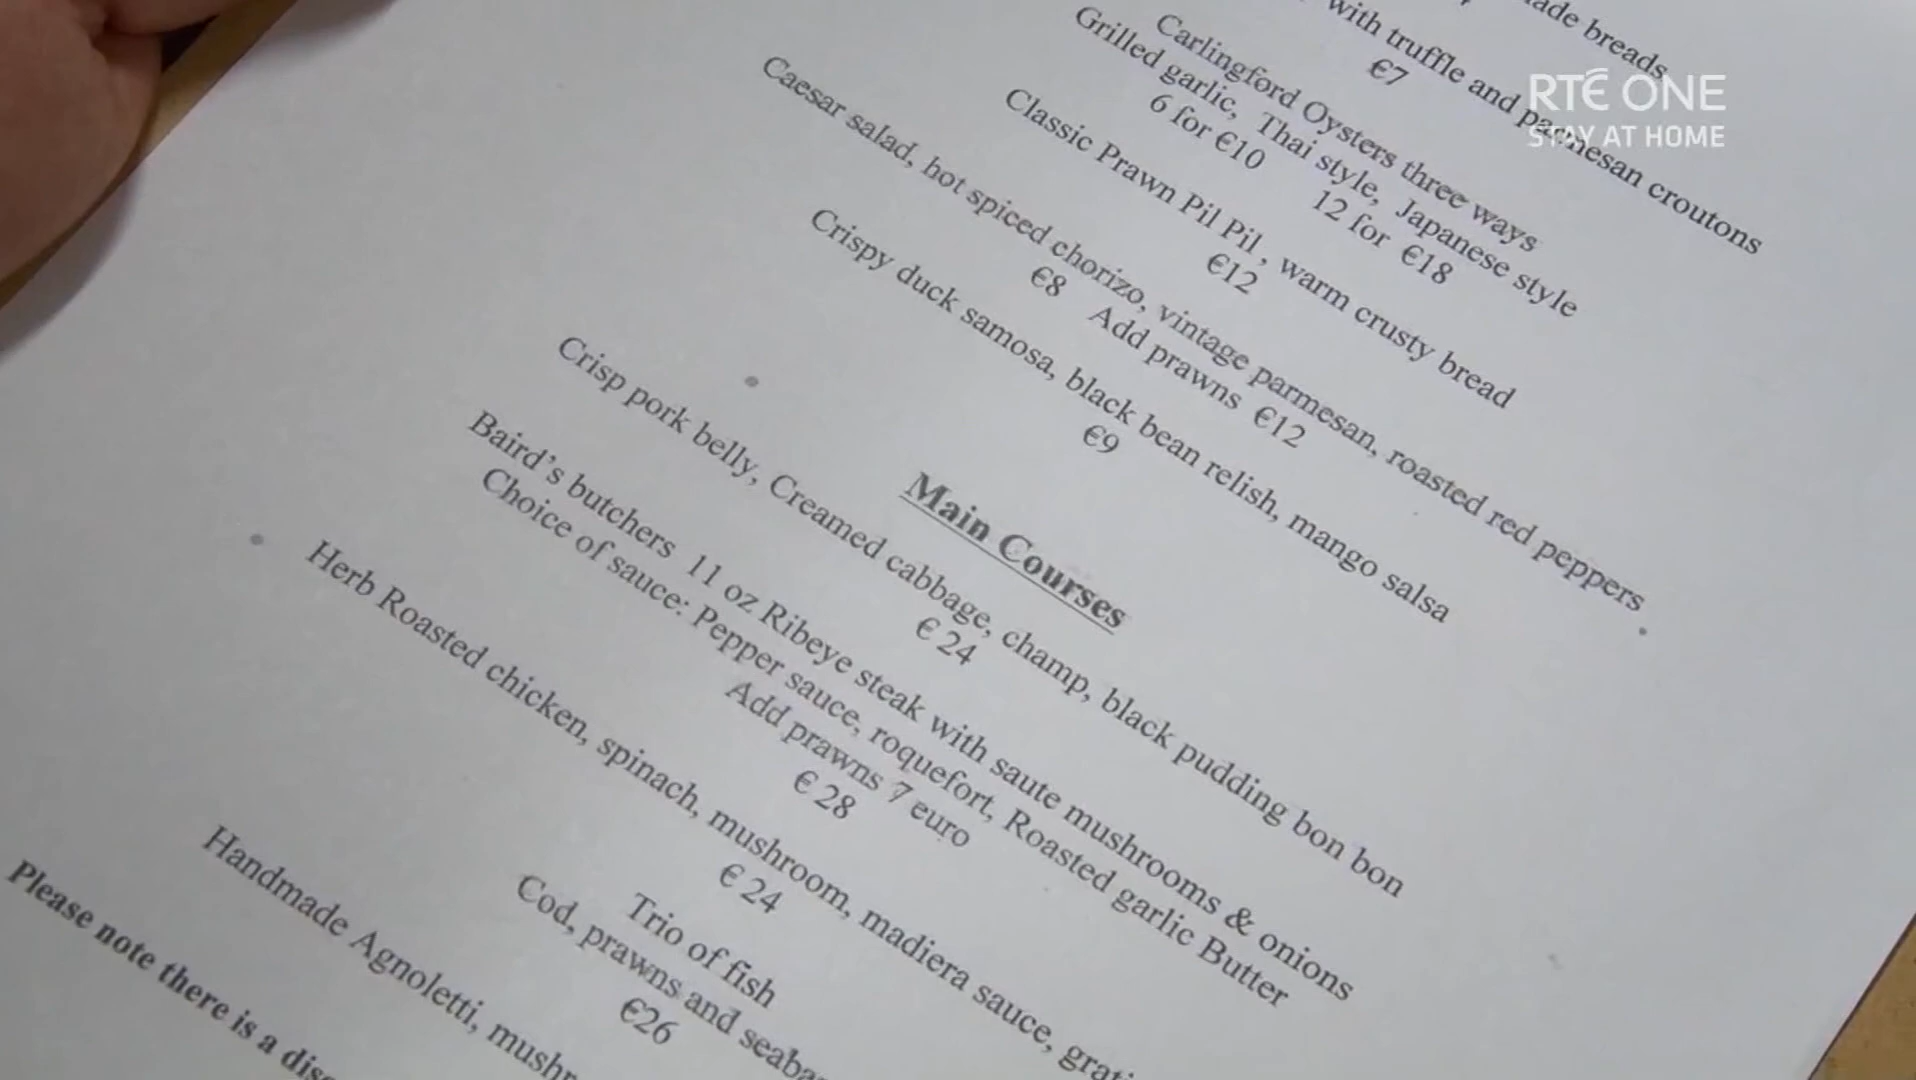 ade breads
with truffle and parmesan croutons
€7
Carlingford Oysters three ways
Grilled garlic, Thai style, Japanese style
6 for €10 12 for €18
Classic Prawn Pil Pil, warm crusty bread
€12
Caesar salad, hot spiced chorizo, vintage parmesan, roasted red peppers
€8 Add prawns €12
Crispy duck samosa, black bean relish, mango salsa
€9
Main Courses
Crisp pork belly, Creamed cabbage, champ, black pudding bon bon
€ 24
Baird's butchers 11 oz Ribeye steak with saute mushrooms & onions
Choice of sauce: Pepper sauce, roquefort, Roasted garlic Butter
Add prawns 7 euro
€ 28
Herb Roasted chicken, spinach, mushroom, madiera sauce, grati
€ 24
Trio of fish
Cod, prawns and seaba
€26
Handmade Agnoletti, mushr
Please note there is a disc
RTÉ ONE
STAY AT HOME